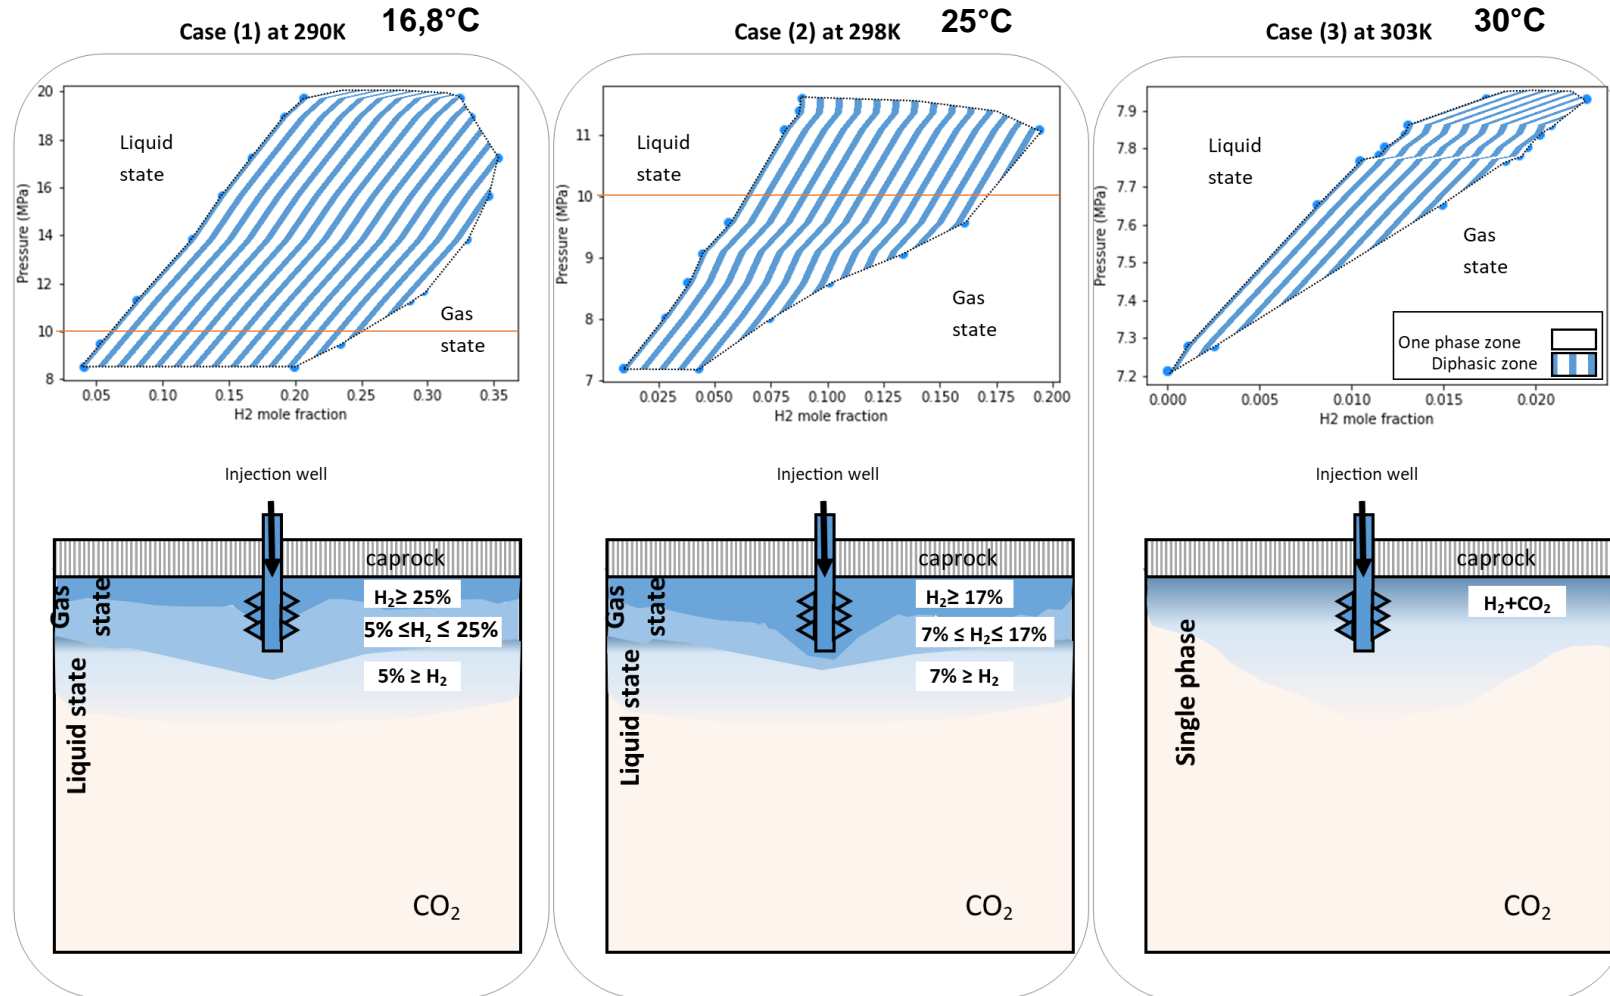 Case (1) at 290K
16,8°C
Case (2) at 298K
25°C
Case (3) at 303K
30°C
Pressure (MPa)
20
18
16
14
12
10
8
Liquid
state
Gas
state
0.05
0.10
0.15
0.20
0.25
0.30
0.35
H2 mole fraction
Pressure (MPa)
11
10
9
8
7
Liquid
state
Gas
state
0.025
0.050
0.075
0.100
0.125
0.150
0.175
0.200
H2 mole fraction
Pressure (MPa)
7.9
7.8
7.7
7.6
7.5
7.4
7.3
7.2
Liquid
state
Gas
state
One phase zone
Diphasic zone
0.000
0.005
0.010
0.015
0.020
H2 mole fraction
Injection well
caprock
Gas
state
H₂≥ 25%
5% ≤H₂ ≤ 25%
5% ≥ H₂
Liquid state
CO₂
Injection well
caprock
Gas
state
H₂≥ 17%
7% ≤ H₂≤ 17%
7% ≥ H₂
Liquid state
CO₂
Injection well
caprock
H₂+CO₂
Single phase
CO₂